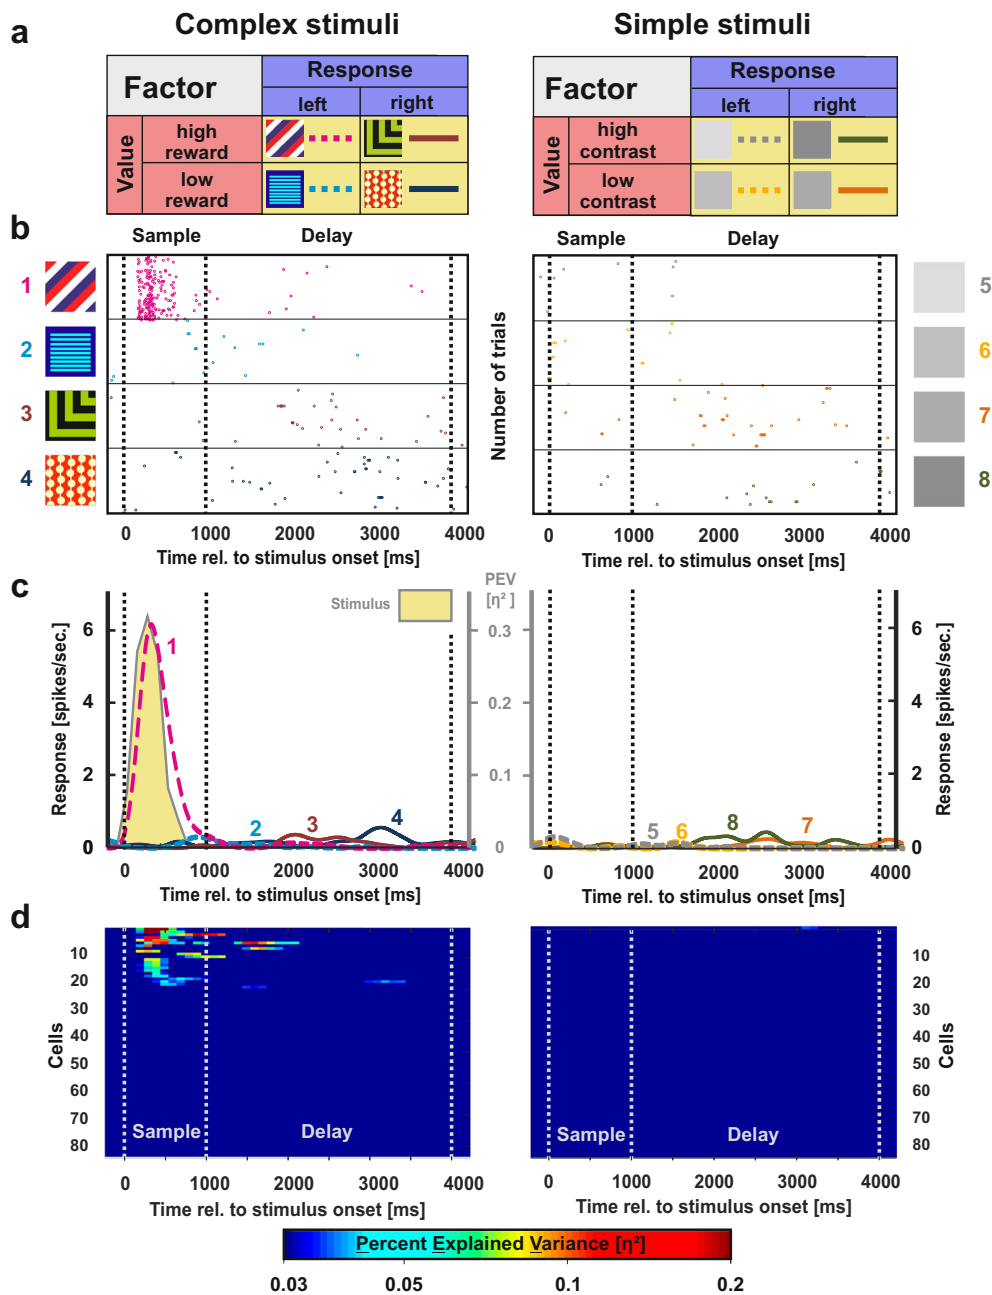 a
Complex stimuli
Simple stimuli
Factor
Response
left
right
Value
high
reward
low
reward
Factor
Response
left
right
Value
high
contrast
low
contrast
b
Sample
Delay
Sample
Delay
1
2
3
4
Number of trials
5
6
7
8
0
1000
2000
3000
4000
Time rel. to stimulus onset [ms]
0
1000
2000
3000
4000
Time rel. to stimulus onset [ms]
c
Response [spikes/sec.]
6
4
2
0
Stimulus
PEV
[η² ]
0.3
0.2
0.1
0
1
2
3
4
5
6
8
7
6
4
2
0
Response [spikes/sec.]
0
1000
2000
3000
4000
Time rel. to stimulus onset [ms]
0
1000
2000
3000
4000
Time rel. to stimulus onset [ms]
d
Cells
10
20
30
40
50
60
70
80
Sample
Delay
Sample
Delay
10
20
30
40
50
60
70
80
Cells
0
1000
2000
3000
4000
Time rel. to stimulus onset [ms]
0
1000
2000
3000
4000
Time rel. to stimulus onset [ms]
Percent Explained Variance [η²]
0.03
0.05
0.1
0.2